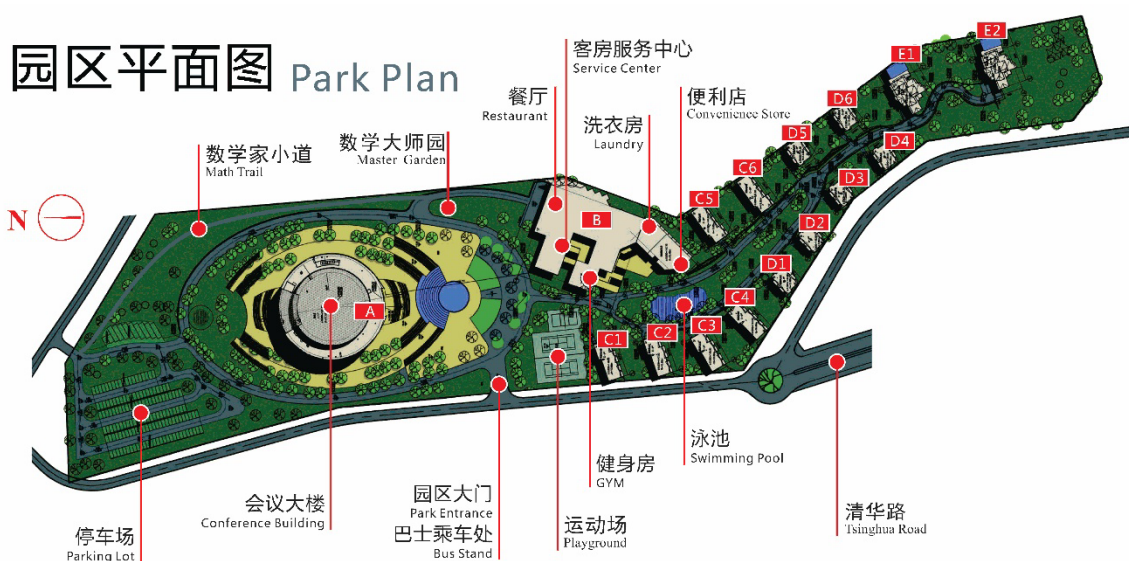 园区平面图 Park Plan
客房服务中心
Service Center
餐厅
Restaurant
便利店
Convenience Store
洗衣房
Laundry
数学大师园
Master Garden
数学家小道
Math Trail
N
E2
E1
D6
D5
D4
C6
D3
C5
D2
B
D1
A
C4
C3
C2
C1
泳池
Swimming Pool
健身房
GYM
园区大门
Park Entrance
巴士乘车处
Bus Stand
会议大楼
Conference Building
运动场
Playground
清华路
Tsinghua Road
停车场
Parking Lot